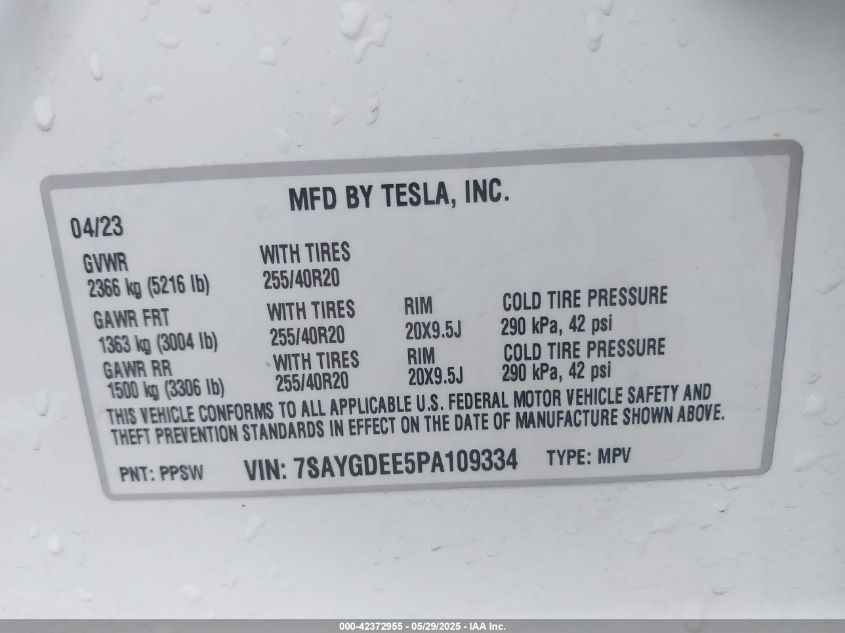 MFD BY TESLA, INC.
04/23
GVWR WITH TIRES
2366 kg (5216 lb) 255/40R20
GAWR FRT WITH TIRES RIM COLD TIRE PRESSURE
1363 kg (3004 lb) 255/40R20 20X9.5J 290 kPa, 42 psi
GAWR RR WITH TIRES RIM COLD TIRE PRESSURE
1500 kg (3306 lb) 255/40R20 20X9.5J 290 kPa, 42 psi
THIS VEHICLE CONFORMS TO ALL APPLICABLE U.S. FEDERAL MOTOR VEHICLE SAFETY AND
THEFT PREVENTION STANDARDS IN EFFECT ON THE DATE OF MANUFACTURE SHOWN ABOVE.
PNT: PPSW VIN: 7SAYGDEE5PA109334 TYPE: MPV
000-42372955 - 05/29/2025 - IAA Inc.